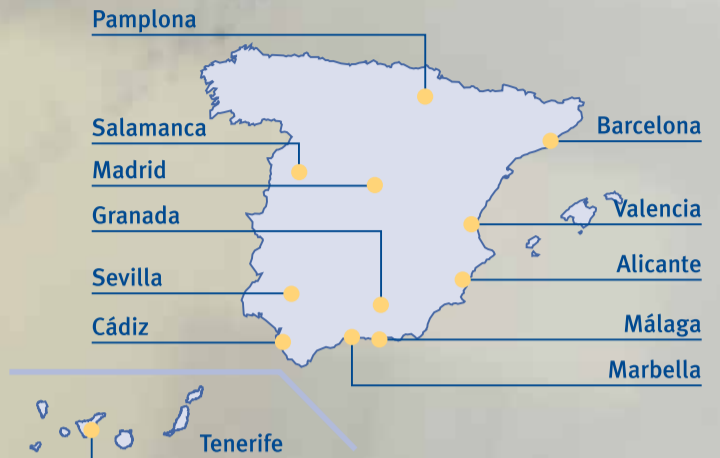 Pamplona
Salamanca
Barcelona
Madrid
Granada
Valencia
Sevilla
Alicante
Cádiz
Málaga
Marbella
Tenerife